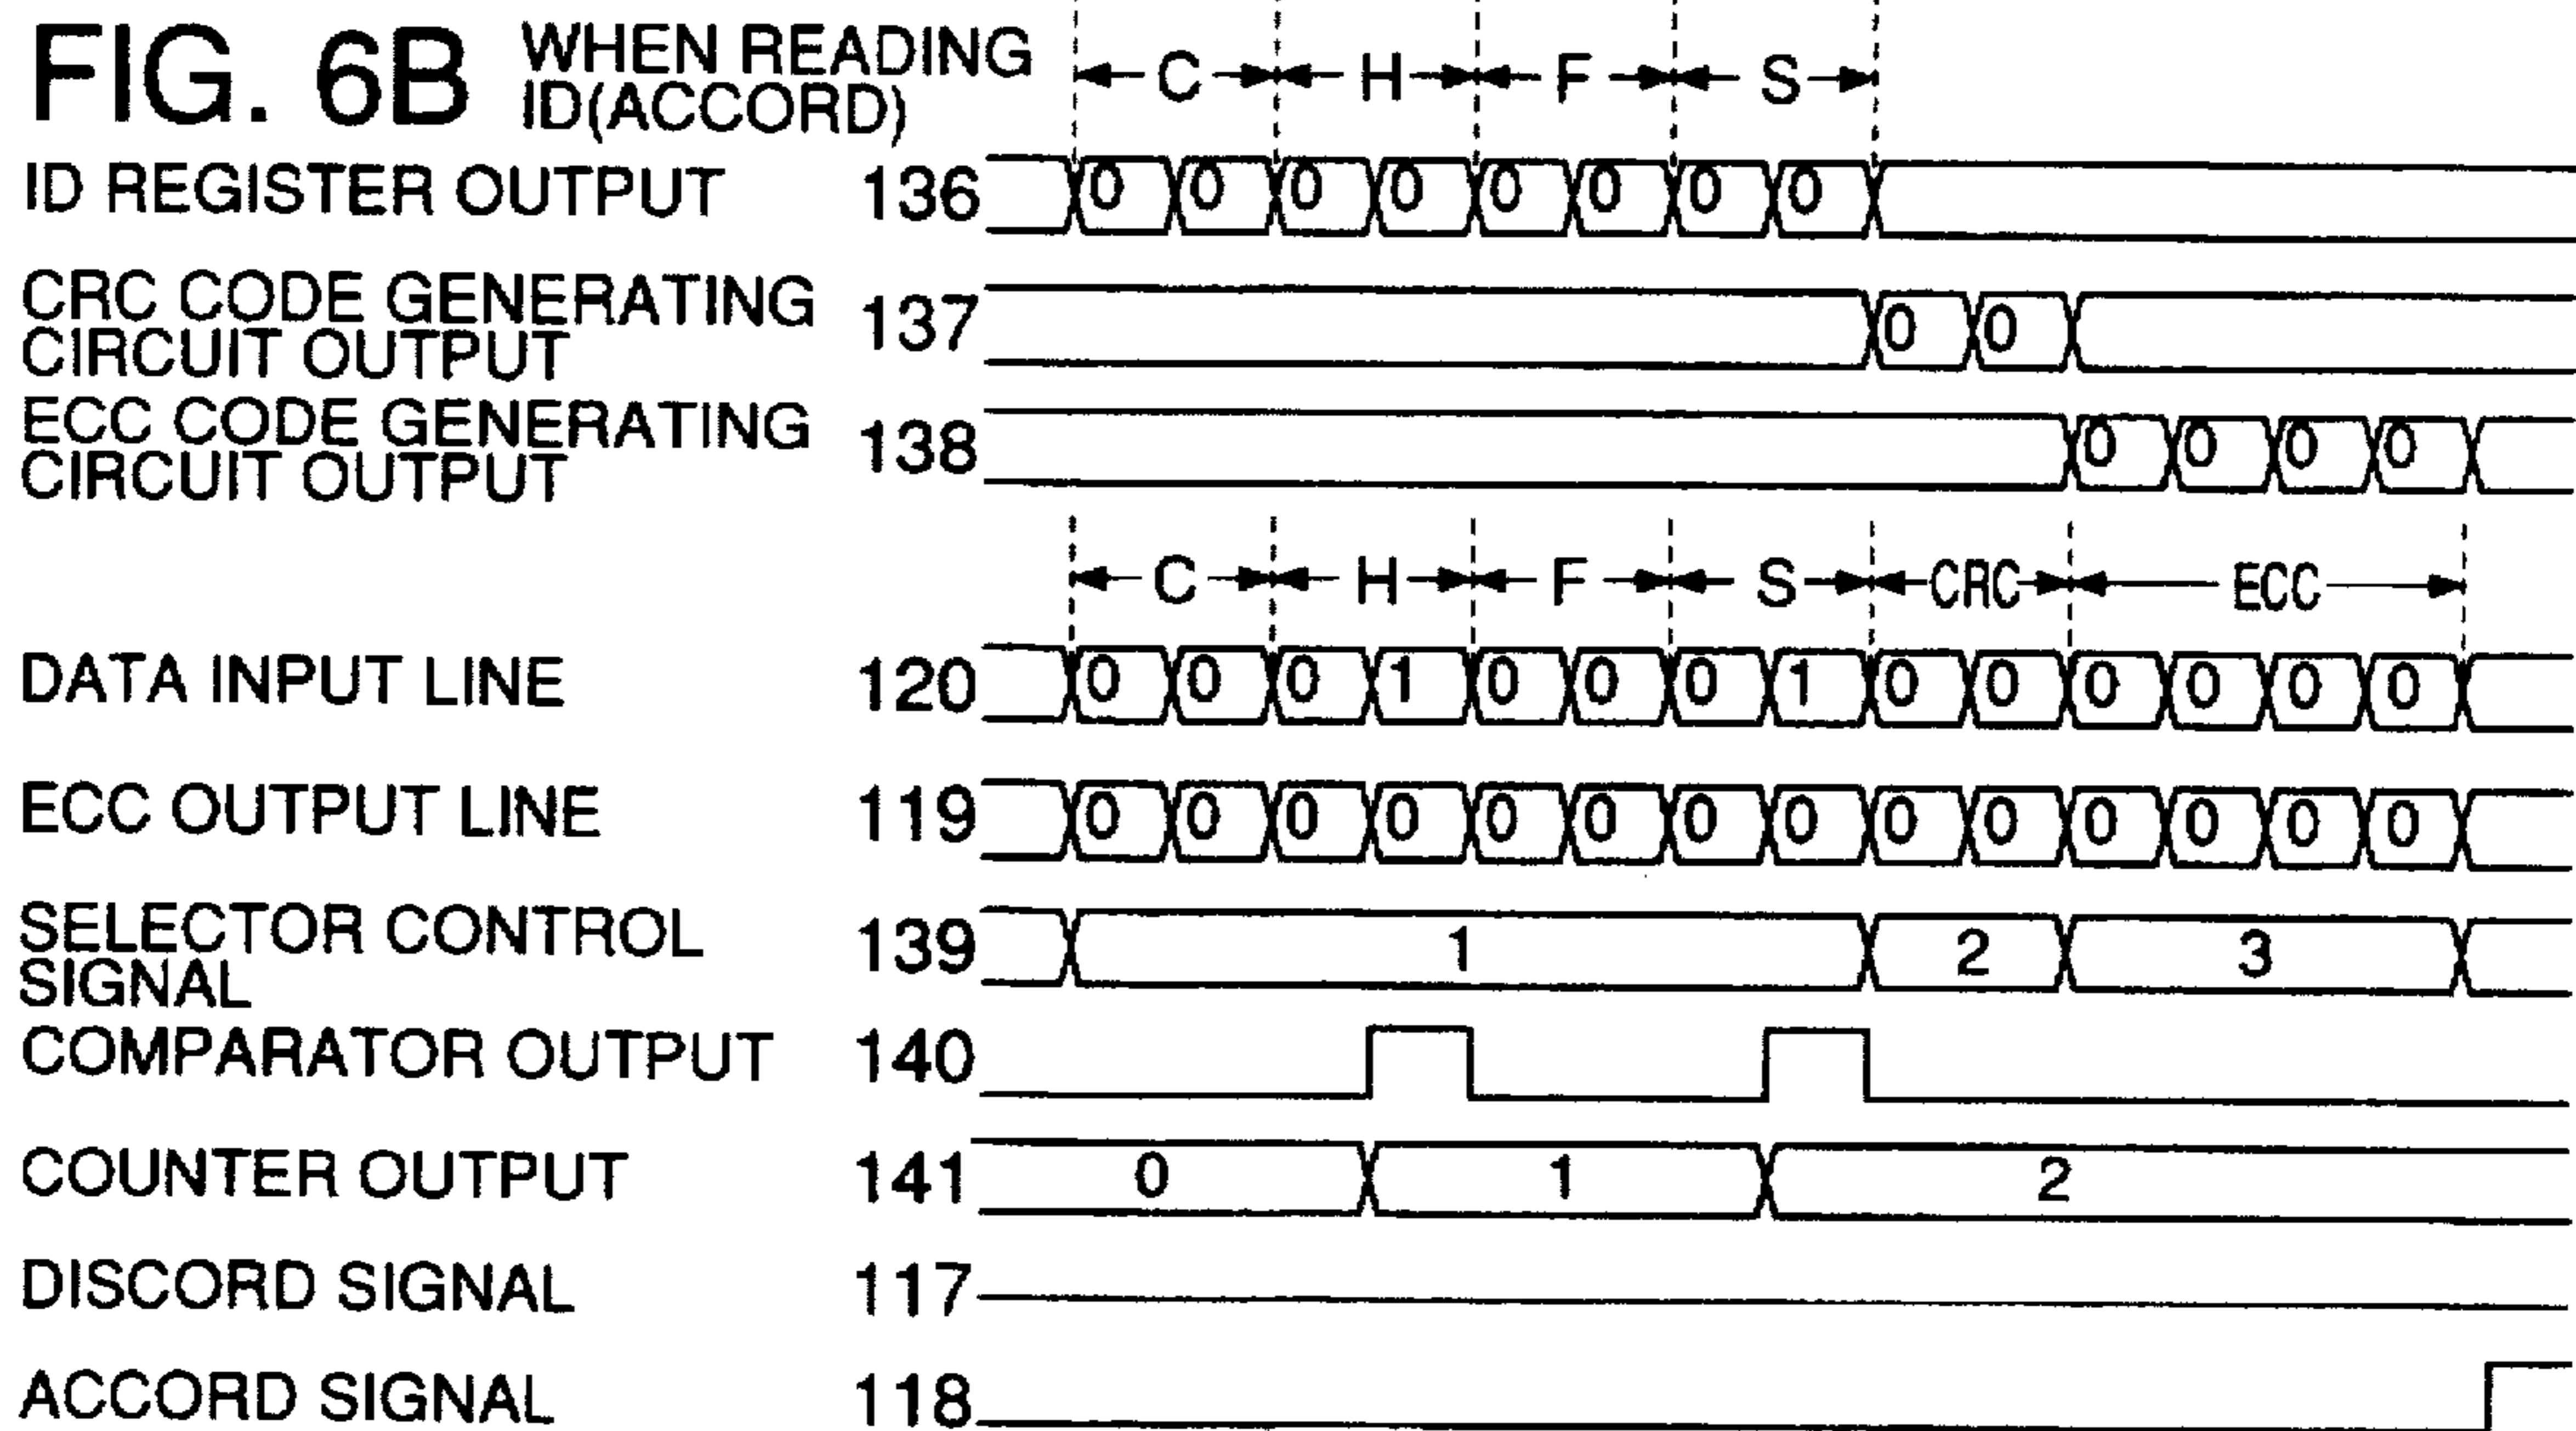 FIG. 6B WHEN READING
ID(ACCORD)
C H F S
ID REGISTER OUTPUT 136 0 0 0 0 0 0 0 0
CRC CODE GENERATING
CIRCUIT OUTPUT 137 0 0
ECC CODE GENERATING
CIRCUIT OUTPUT 138 0 0 0 0
C H F S CRC ECC
DATA INPUT LINE 120 0 0 0 1 0 0 0 1 0 0 0 0 0 0
ECC OUTPUT LINE 119 0 0 0 0 0 0 0 0 0 0 0 0 0 0
SELECTOR CONTROL
SIGNAL 139 1 2 3
COMPARATOR OUTPUT 140
COUNTER OUTPUT 141 0 1 2
DISCORD SIGNAL 117
ACCORD SIGNAL 118